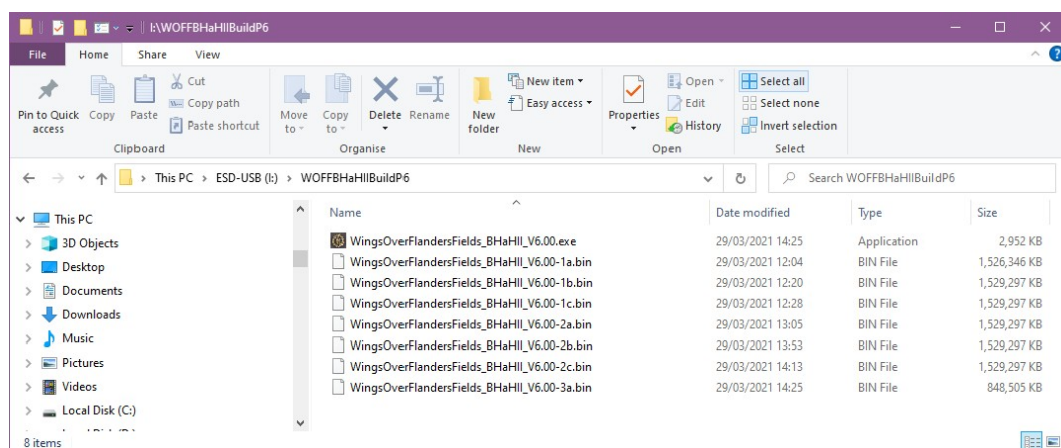 I:\WOFFBHaHIIBuildP6
File Home Share View
Pin to Quick access
Copy
Paste
Cut
Copy path
Paste shortcut
Clipboard
Move to
Copy to
Delete
Rename
Organise
New folder
New item
Easy access
New
Properties
Open
Edit
History
Open
Select all
Select none
Invert selection
Select
This PC > ESD-USB (I:) > WOFFBHaHIIBuildP6
Search WOFFBHaHIIBuildP6
This PC
3D Objects
Desktop
Documents
Downloads
Music
Pictures
Videos
Local Disk (C:)
Name Date modified Type Size
WingsOverFlandersFields_BHaHII_V6.00.exe 29/03/2021 14:25 Application 2,952 KB
WingsOverFlandersFields_BHaHII_V6.00-1a.bin 29/03/2021 12:04 BIN File 1,526,346 KB
WingsOverFlandersFields_BHaHII_V6.00-1b.bin 29/03/2021 12:20 BIN File 1,529,297 KB
WingsOverFlandersFields_BHaHII_V6.00-1c.bin 29/03/2021 12:28 BIN File 1,529,297 KB
WingsOverFlandersFields_BHaHII_V6.00-2a.bin 29/03/2021 13:05 BIN File 1,529,297 KB
WingsOverFlandersFields_BHaHII_V6.00-2b.bin 29/03/2021 13:53 BIN File 1,529,297 KB
WingsOverFlandersFields_BHaHII_V6.00-2c.bin 29/03/2021 14:13 BIN File 1,529,297 KB
WingsOverFlandersFields_BHaHII_V6.00-3a.bin 29/03/2021 14:25 BIN File 848,505 KB
8 items